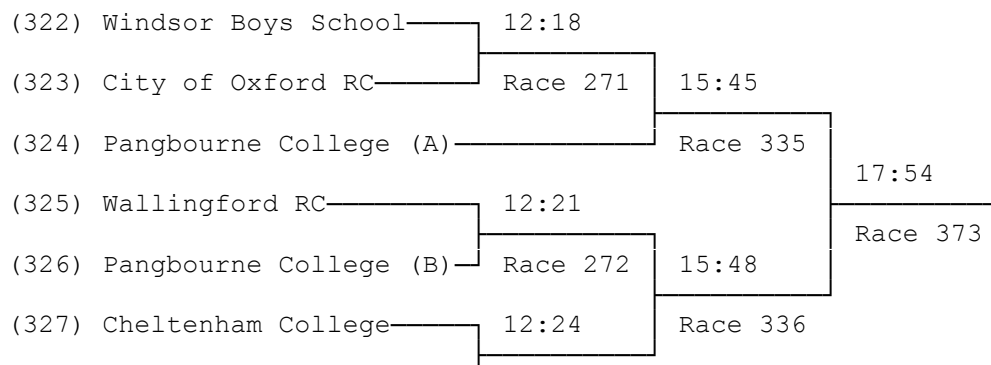 (322) Windsor Boys School 12:18
(323) City of Oxford RC Race 271 15:45
(324) Pangbourne College (A) Race 335
17:54
(325) Wallingford RC 12:21
Race 373
(326) Pangbourne College (B) Race 272 15:48
(327) Cheltenham College 12:24 Race 336